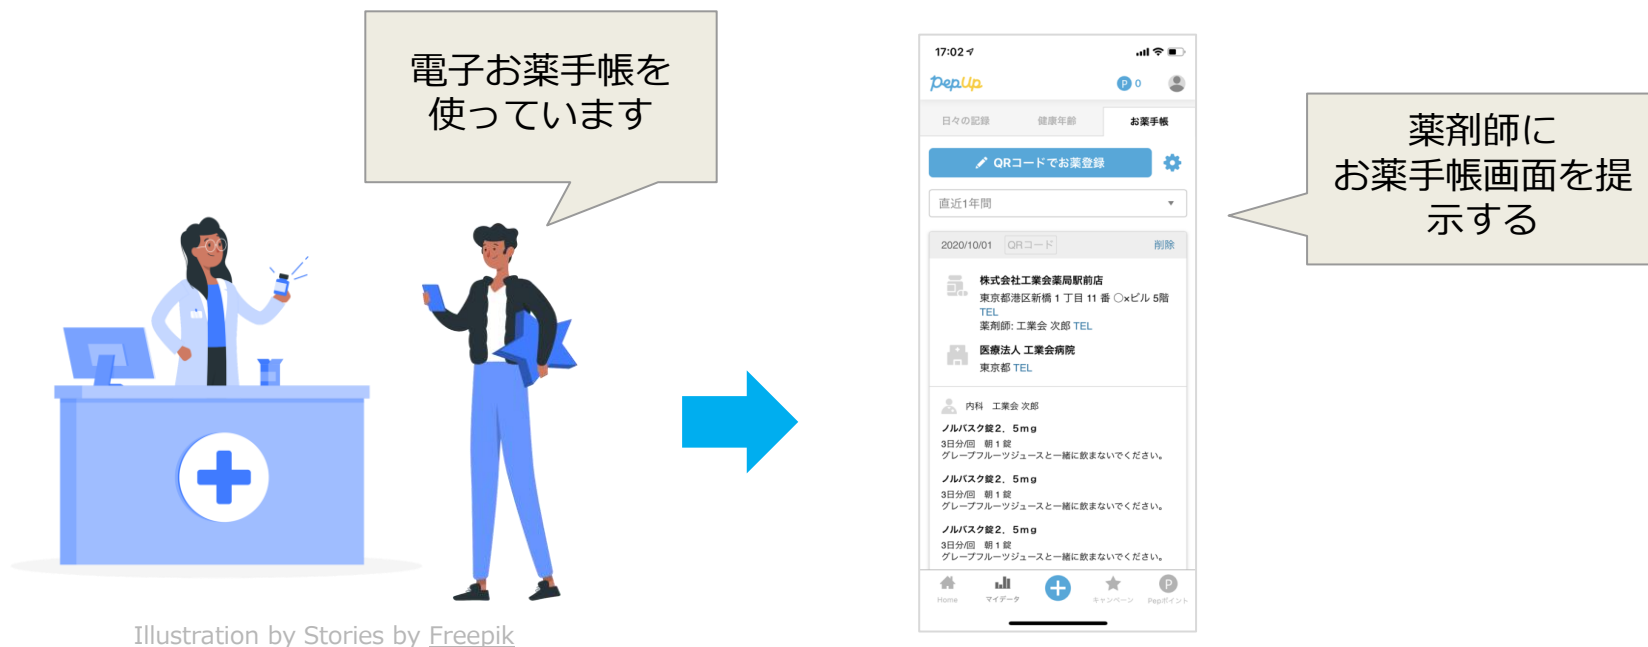 電子お薬手帳を
使っています
Illustration by Stories by Freepik
17:02
PepUp
P 0
日々の記録 健康年齢 お薬手帳
QRコードでお薬登録
直近1年間
2020/10/01 QRコード 削除
株式会社工業会薬局駅前店
東京都港区新橋 1 丁目 11 番 ○×ビル 5階
TEL
薬剤師: 工業会 次郎 TEL
医療法人 工業会病院
東京都 TEL
内科 工業会 次郎
ノルバスク錠2．5mg
3日分/回 朝 1 錠
グレープフルーツジュースと一緒に飲まないでください。
ノルバスク錠2．5mg
3日分/回 朝 1 錠
グレープフルーツジュースと一緒に飲まないでください。
ノルバスク錠2．5mg
3日分/回 朝 1 錠
グレープフルーツジュースと一緒に飲まないでください。
Home マイデータ キャンペーン P Pepポイント
薬剤師に
お薬手帳画面を提
示する